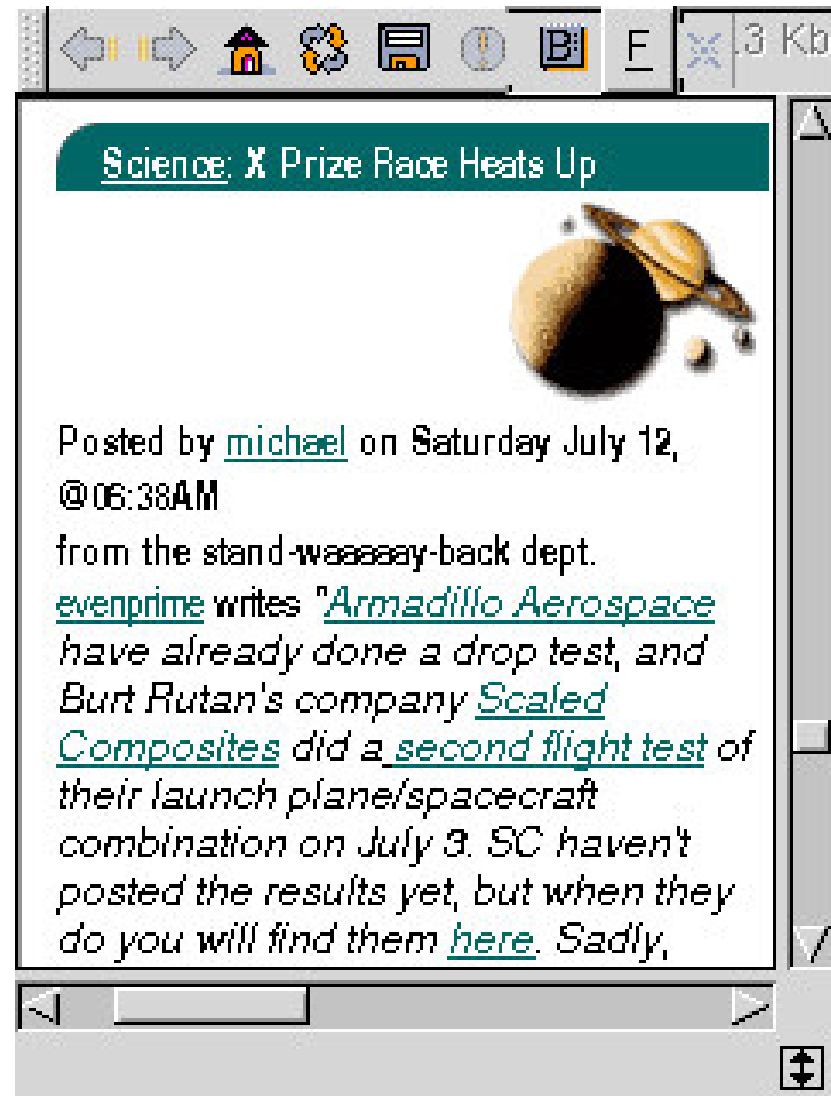 B F .3 Kb
Science: X Prize Race Heats Up
Posted by michael on Saturday July 12,
@06:38AM
from the stand-waaaaay-back dept.
evenprime writes "Armadillo Aerospace
have already done a drop test, and
Burt Rutan's company Scaled
Composites did a second flight test of
their launch plane/spacecraft
combination on July 3. SC haven't
posted the results yet, but when they
do you will find them here. Sadly,